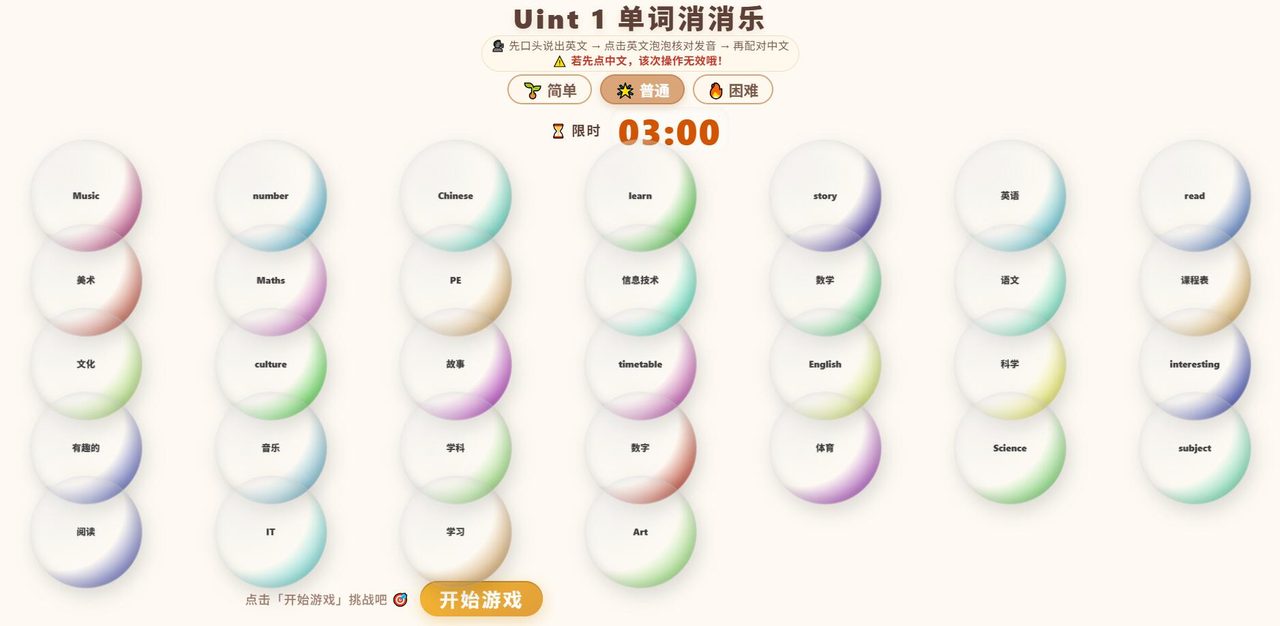 Uint 1 单词消消乐
先口头说出英文 → 点击英文泡泡核对发音 → 再配对中文
若先点中文，该次操作无效哦！
简单 普通 困难
限时 03:00
Music number Chinese learn story 英语 read
美术 Maths PE 信息技术 数学 语文 课程表
文化 culture 故事 timetable English 科学 interesting
有趣的 音乐 学科 数字 体育 Science subject
阅读 IT 学习 Art
点击「开始游戏」挑战吧 开始游戏